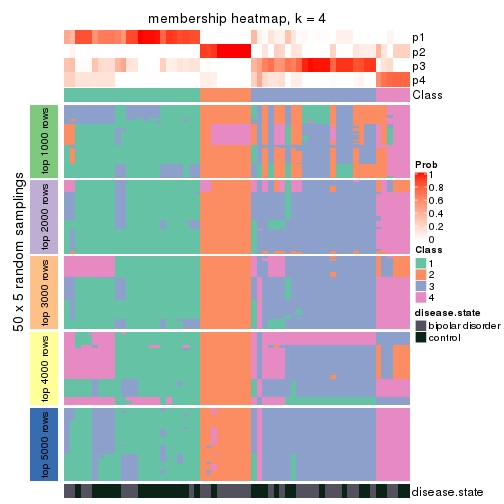 membership heatmap, k = 4
p1
p2
p3
p4
Class
50 x 5 random samplings
top 1000 rows
top 2000 rows
top 3000 rows
top 4000 rows
top 5000 rows
Prob
1
0.8
0.6
0.4
0.2
0
Class
1
2
3
4
disease.state
bipolar disorder
control
disease.state